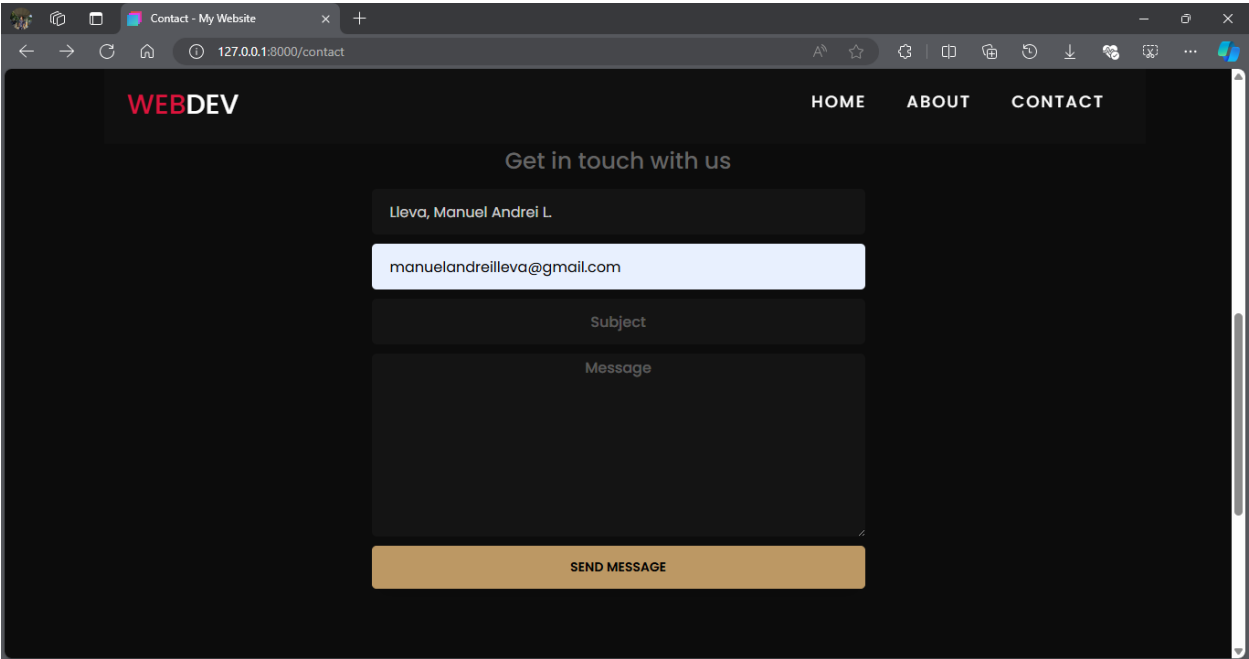 Contact - My Website
127.0.0.1:8000/contact
WEBDEV
HOME ABOUT CONTACT
Get in touch with us
Lleva, Manuel Andrei L.
manuelandreilleva@gmail.com
Subject
Message
SEND MESSAGE